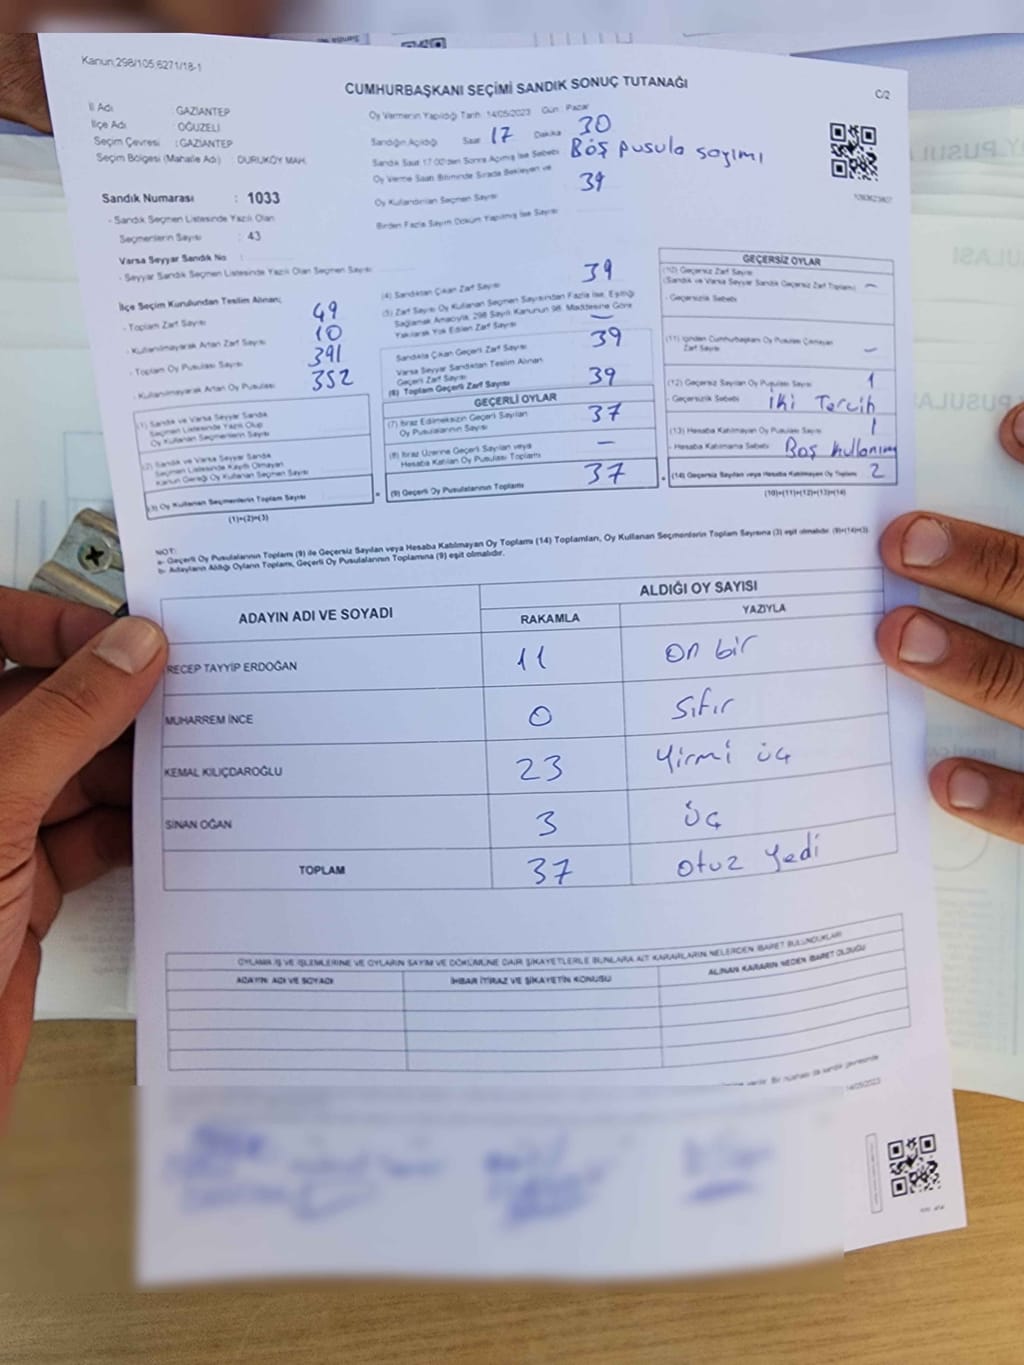 Kanun:298/105,6271/18-1
CUMHURBAŞKANI SEÇİMİ SANDIK SONUÇ TUTANAĞI
C/2
İl Adı : GAZİANTEP
İlçe Adı : OĞUZELİ
Seçim Çevresi : GAZİANTEP
Seçim Bölgesi (Mahalle Adı) : DURUKÖY MAH.
Sandık Numarası : 1033
- Sandık Seçmen Listesinde Yazılı Olan
Seçmenlerin Sayısı : 43
Varsa Seyyar Sandık No :
- Seyyar Sandık Seçmen Listesinde Yazılı Olan Seçmen Sayısı:
Oy Vermenin Yapıldığı Tarih: 14/05/2023 Gün: Pazar
Sandığın Açıldığı Saat 17 Dakika 30
Sandık Saat 17:00'den Sonra Açılmış İse Sebebi Böş pusula sayımı
Oy Verme Saati Bitiminde Sırada Bekleyen ve
Oy Kullandırılan Seçmen Sayısı 39
Birden Fazla Sayım Döküm Yapılmış İse Sayısı
İlçe Seçim Kurulundan Teslim Alınan;
- Toplam Zarf Sayısı 49
- Kullanılmayarak Artan Zarf Sayısı 10
- Toplam Oy Pusulası Sayısı 391
- Kullanılmayarak Artan Oy Pusulası 352
(1) Sandık ve Varsa Seyyar Sandık
Seçmen Listesinde Yazılı Olup
Oy Kullanan Seçmenlerin Sayısı
(2) Sandık ve Varsa Seyyar Sandık
Seçmen Listesinde Kayıtlı Olmayan
Kanun Gereği Oy Kullanan Seçmen Sayısı
(3) Oy Kullanan Seçmenlerin Toplam Sayısı
(1)+(2)=(3)
(4) Sandıktan Çıkan Zarf Sayısı 39
(5) Zarf Sayısı Oy Kullanan Seçmen Sayısından Fazla İse, Eşitliği
Sağlamak Amacıyla, 298 Sayılı Kanunun 98. Maddesine Göre
Yakılarak Yok Edilen Zarf Sayısı —
Sandıkta Çıkan Geçerli Zarf Sayısı 39
Varsa Seyyar Sandıktan Teslim Alınan
Geçerli Zarf Sayısı
(6) Toplam Geçerli Zarf Sayısı 39
GEÇERLİ OYLAR
(7) İtiraz Edilmeksizin Geçerli Sayılan
Oy Pusulalarının Sayısı 37
(8) İtiraz Üzerine Geçerli Sayılan veya
Hesaba Katılan Oy Pusulası Toplamı —
(9) Geçerli Oy Pusulalarının Toplamı 37
GEÇERSİZ OYLAR
(10) Geçersiz Zarf Sayısı
(Sandık ve Varsa Seyyar Sandık Geçersiz Zarf Toplamı) —
- Geçersizlik Sebebi
(11) İçinden Cumhurbaşkanı Oy Pusulası Çıkmayan
Zarf Sayısı —
(12) Geçersiz Sayılan Oy Pusulası Sayısı 1
- Geçersizlik Sebebi İki Tercih
(13) Hesaba Katılmayan Oy Pusulası Sayısı 1
- Hesaba Katılmama Sebebi Boş Kullanım
(14) Geçersiz Sayılan veya Hesaba Katılmayan Oy Toplamı 2
(10)+(11)+(12)+(13)=(14)
NOT:
a- Geçerli Oy Pusulalarının Toplamı (9) ile Geçersiz Sayılan veya Hesaba Katılmayan Oy Toplamı (14) Toplamları, Oy Kullanan Seçmenlerin Toplam Sayısına (3) eşit olmalıdır. (9)+(14)=(3)
b- Adayların Aldığı Oyların Toplamı, Geçerli Oy Pusulalarının Toplamına (9) eşit olmalıdır.
ADAYIN ADI VE SOYADI
ALDIĞI OY SAYISI
RAKAMLA YAZIYLA
RECEP TAYYİP ERDOĞAN 11 on bir
MUHARREM İNCE 0 sıfır
KEMAL KILIÇDAROĞLU 23 Yirmi üç
SİNAN OĞAN 3 üç
TOPLAM 37 otuz yedi
OYLAMA İŞ VE İŞLEMLERİNE VE OYLARIN SAYIM VE DÖKÜMÜNE DAİR ŞİKAYETLERLE BUNLARA AİT KARARLARIN NELERDEN İBARET BULUNDUKLARI
ADAYIN ADI VE SOYADI İHBAR İTİRAZ VE ŞİKAYETİN KONUSU ALINAN KARARIN NEDEN İBARET OLDUĞU
14/05/2023